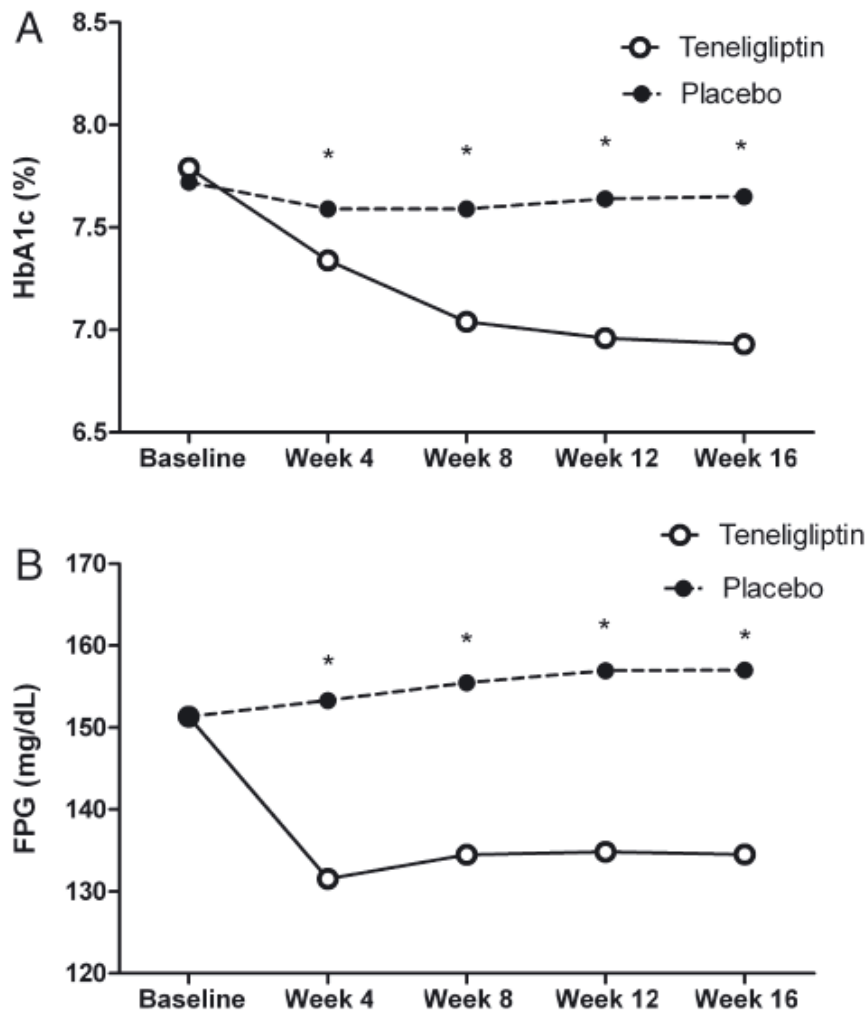 A
8.5
8.0
7.5
7.0
6.5
HbA1c (%)
Teneligliptin
Placebo
* * * *
Baseline Week 4 Week 8 Week 12 Week 16
B
170
160
150
140
130
120
FPG (mg/dL)
Teneligliptin
Placebo
* * * *
Baseline Week 4 Week 8 Week 12 Week 16